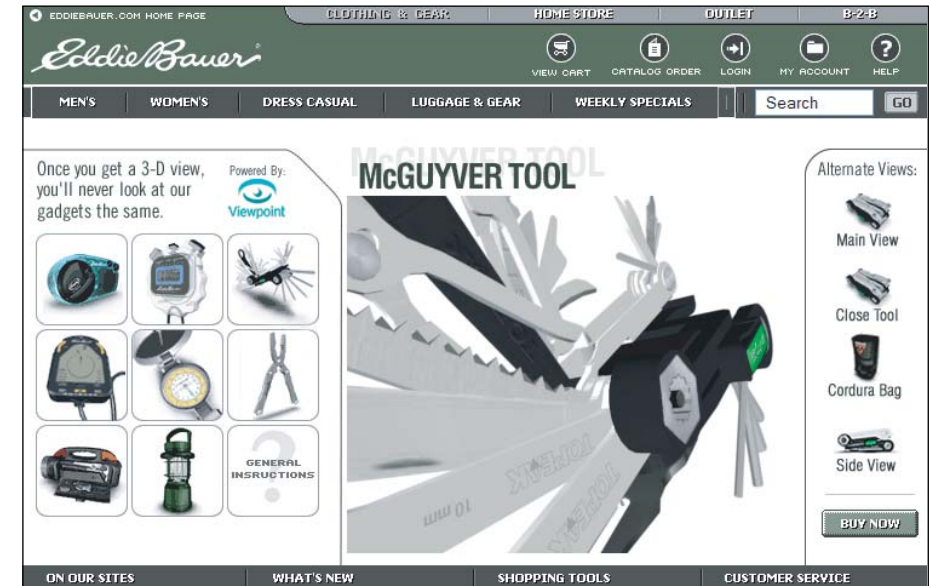 EDDIEBAUER.COM HOME PAGE
CLOTHING & GEAR
HOME STORE
OUTLET
B-2-B
Eddie Bauer
VIEW CART
CATALOG ORDER
LOGIN
MY ACCOUNT
HELP
MEN'S
WOMEN'S
DRESS CASUAL
LUGGAGE & GEAR
WEEKLY SPECIALS
Search
GO
Once you get a 3-D view,
you'll never look at our
gadgets the same.
Powered By:
Viewpoint
GENERAL
INSRUCTIONS
?
McGUYVER TOOL
McGUYVER TOOL
TOPEAK
TOPEAK
10 mm
Alternate Views:
Main View
Close Tool
Cordura Bag
Side View
BUY NOW
ON OUR SITES
WHAT'S NEW
SHOPPING TOOLS
CUSTOMER SERVICE